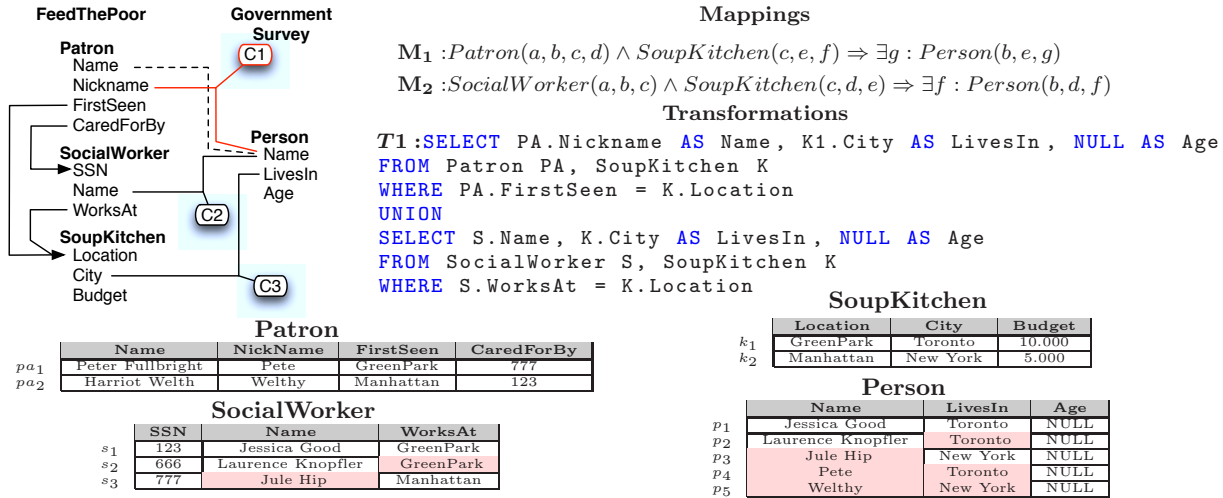 FeedThePoor
Government
Survey
C1
Patron
Name
Nickname
FirstSeen
CaredForBy
SocialWorker
SSN
Name
WorksAt
C2
SoupKitchen
Location
City
Budget
C3
Person
Name
LivesIn
Age
Mappings
M₁ :Patron(a, b, c, d) ∧ SoupKitchen(c, e, f) ⇒ ∃g : Person(b, e, g)
M₂ :SocialWorker(a, b, c) ∧ SoupKitchen(c, d, e) ⇒ ∃f : Person(b, d, f)
Transformations
T1 :SELECT PA.Nickname AS Name, K1.City AS LivesIn, NULL AS Age
FROM Patron PA, SoupKitchen K
WHERE PA.FirstSeen = K.Location
UNION
SELECT S.Name, K.City AS LivesIn, NULL AS Age
FROM SocialWorker S, SoupKitchen K
WHERE S.WorksAt = K.Location
Patron
Name NickName FirstSeen CaredForBy
pa₁ Peter Fullbright Pete GreenPark 777
pa₂ Harriot Welth Welthy Manhattan 123
SocialWorker
SSN Name WorksAt
s₁ 123 Jessica Good GreenPark
s₂ 666 Laurence Knopfler GreenPark
s₃ 777 Jule Hip Manhattan
SoupKitchen
Location City Budget
k₁ GreenPark Toronto 10.000
k₂ Manhattan New York 5.000
Person
Name LivesIn Age
p₁ Jessica Good Toronto NULL
p₂ Laurence Knopfler Toronto NULL
p₃ Jule Hip New York NULL
p₄ Pete Toronto NULL
p₅ Welthy New York NULL